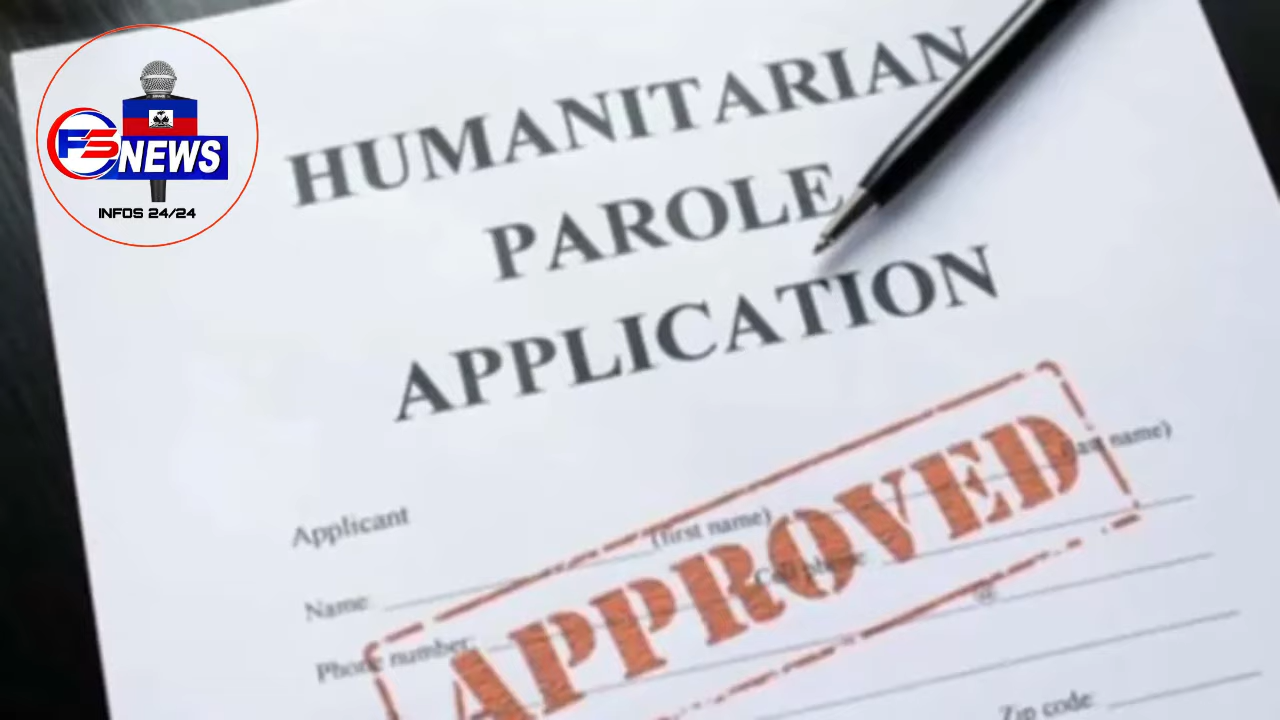 FS NEWS
INFOS 24/24
HUMANITARIAN
PAROLE
APPLICATION
Applicant
(first name)
(last name)
Name:
Phone number:
Cell phone:
APPROVED
Zip code: